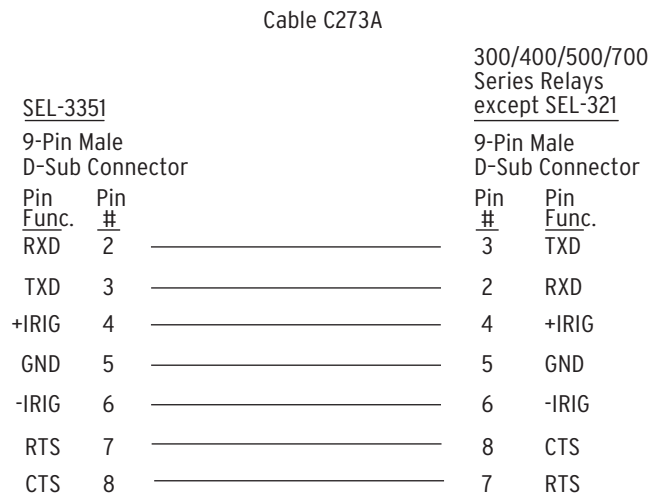 Cable C273A
300/400/500/700
Series Relays
SEL-3351 except SEL-321
9-Pin Male 9-Pin Male
D-Sub Connector D-Sub Connector
Pin Pin Pin Pin
Func. # # Func.
RXD 2 3 TXD
TXD 3 2 RXD
+IRIG 4 4 +IRIG
GND 5 5 GND
-IRIG 6 6 -IRIG
RTS 7 8 CTS
CTS 8 7 RTS